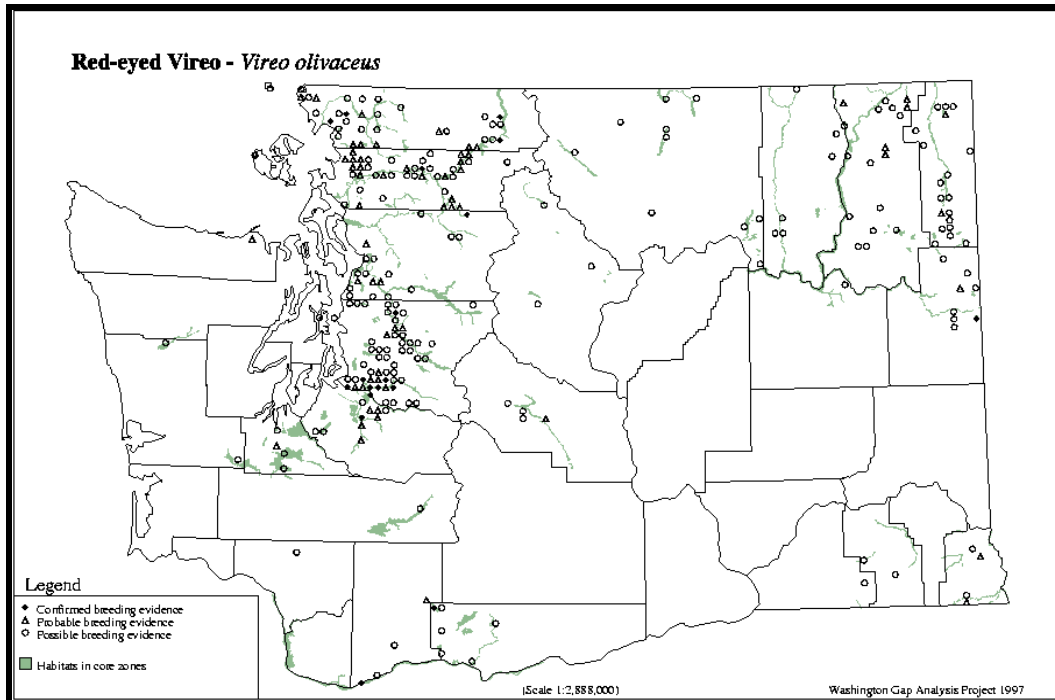 Red-eyed Vireo - Vireo olivaceus
Legend
Confirmed breeding evidence
Probable breeding evidence
Possible breeding evidence
Habitats in core zones
(Scale 1:2,888,000)
Washington Gap Analysis Project 1997